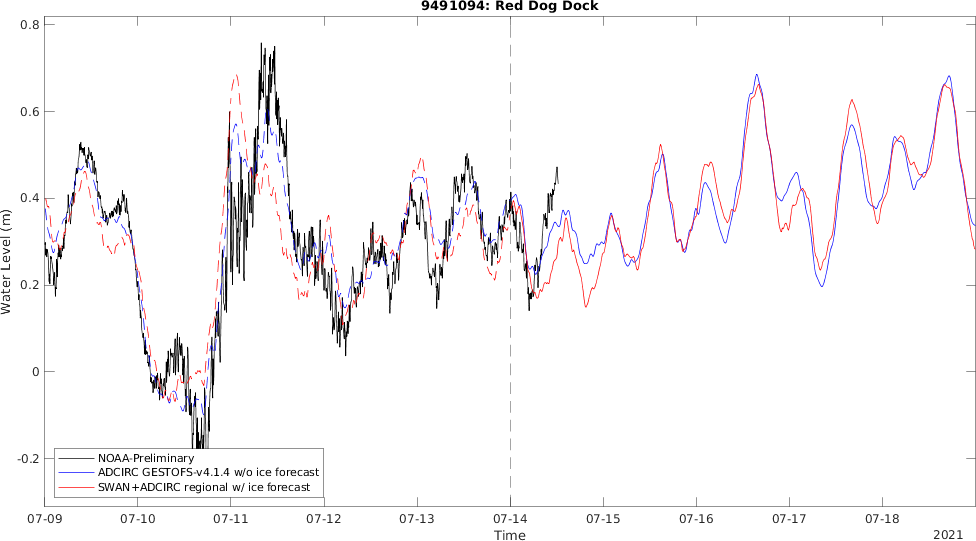 9491094: Red Dog Dock
0.8
0.6
0.4
0.2
0
-0.2
Water Level (m)
NOAA-Preliminary
ADCIRC GESTOFS-v4.1.4 w/o ice forecast
SWAN+ADCIRC regional w/ ice forecast
07-09 07-10 07-11 07-12 07-13 07-14 07-15 07-16 07-17 07-18
Time
2021